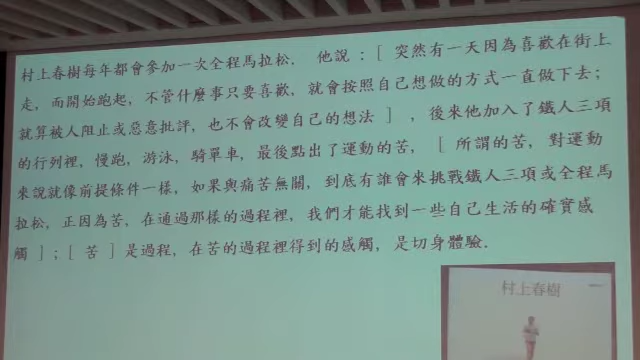 村上春樹每年都會參加一次全程馬拉松. 他說：[ 突然有一天因為喜歡在街上
走，而開始跑起，不管什麼事只要喜歡，就會按照自己想做的方式一直做下去；
就算被人阻止或惡意批評，也不會改變自己的想法 ]，後來他加入了鐵人三項
的行列裡，慢跑，游泳，騎單車，最後點出了運動的苦，[ 所謂的苦，對運動
來說就像前提條件一樣，如果與痛苦無關，到底有誰會來挑戰鐵人三項或全程馬
拉松，正因為苦，在通過那樣的過程裡，我們才能找到一些自己生活的確實感
觸 ]；[ 苦 ] 是過程，在苦的過程裡得到的感觸，是切身體驗.
村上春樹